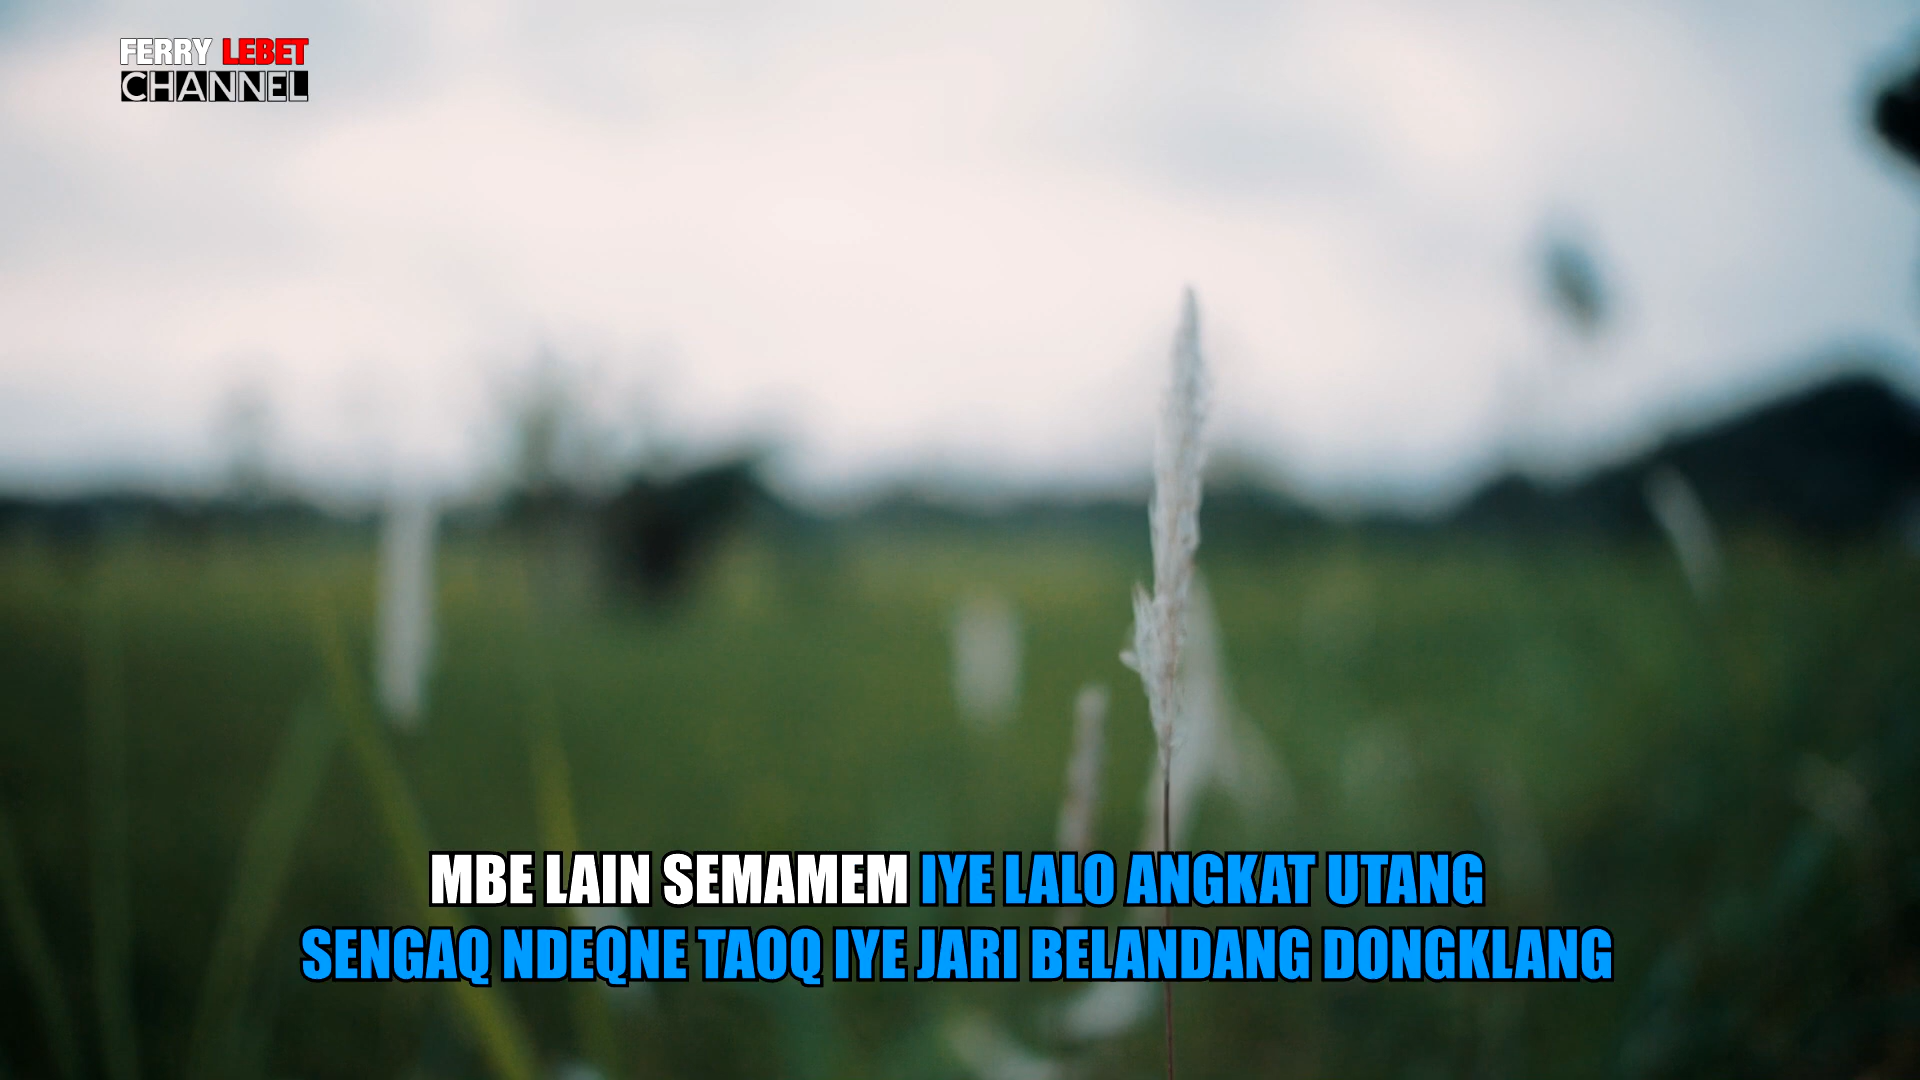 FERRY LEBET
CHANNEL
MBE LAIN SEMAMEM IYE LALO ANGKAT UTANG
SENGAQ NDEQNE TAOQ IYE JARI BELANDANG DONGKLANG